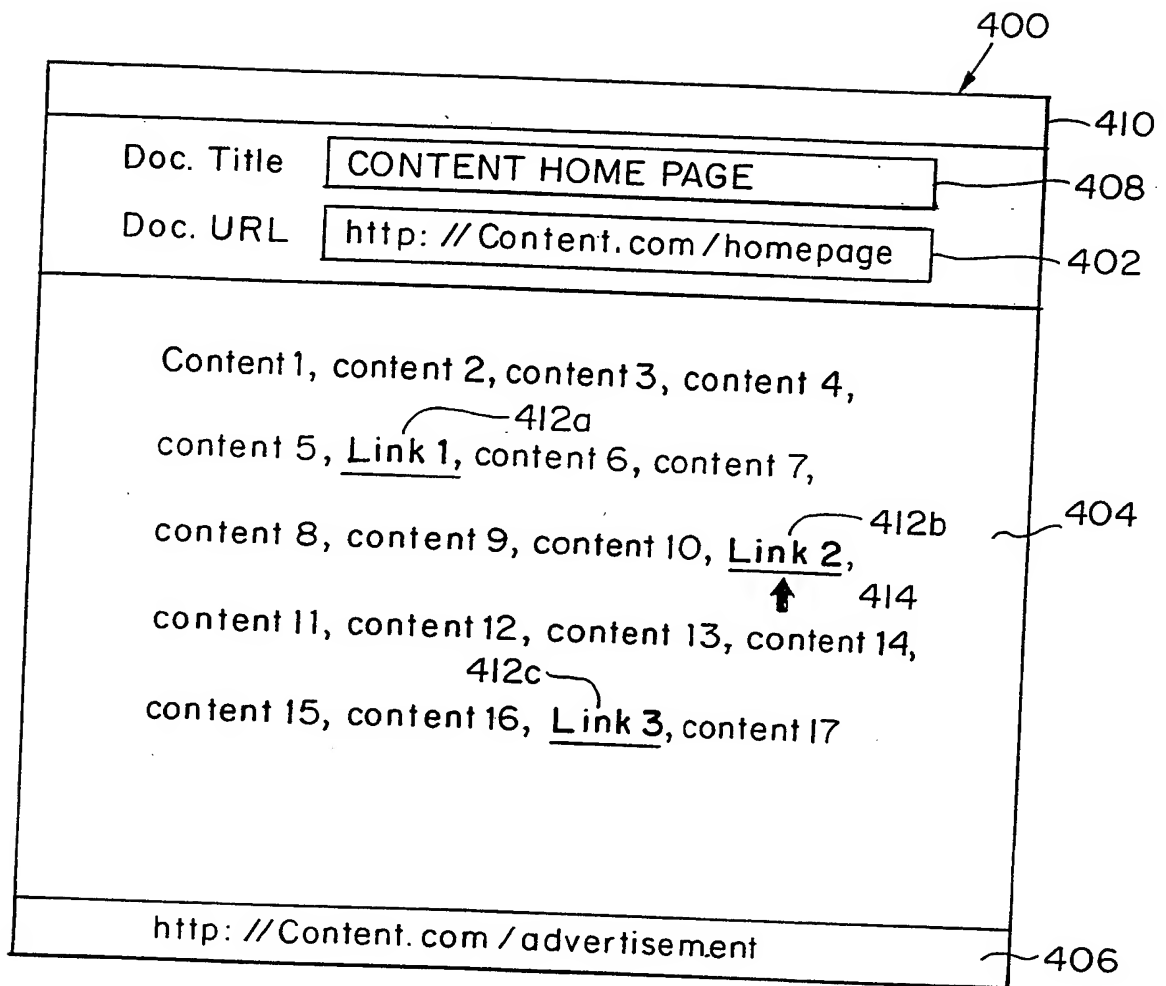 400
410
Doc. Title CONTENT HOME PAGE
408
Doc. URL http: //Content.com/homepage
402
Content 1, content 2, content 3, content 4,
412a
content 5, Link 1, content 6, content 7,
412b
404
content 8, content 9, content 10, Link 2,
414
content 11, content 12, content 13, content 14,
412c
content 15, content 16, Link 3, content 17
http: //Content.com/advertisement
406